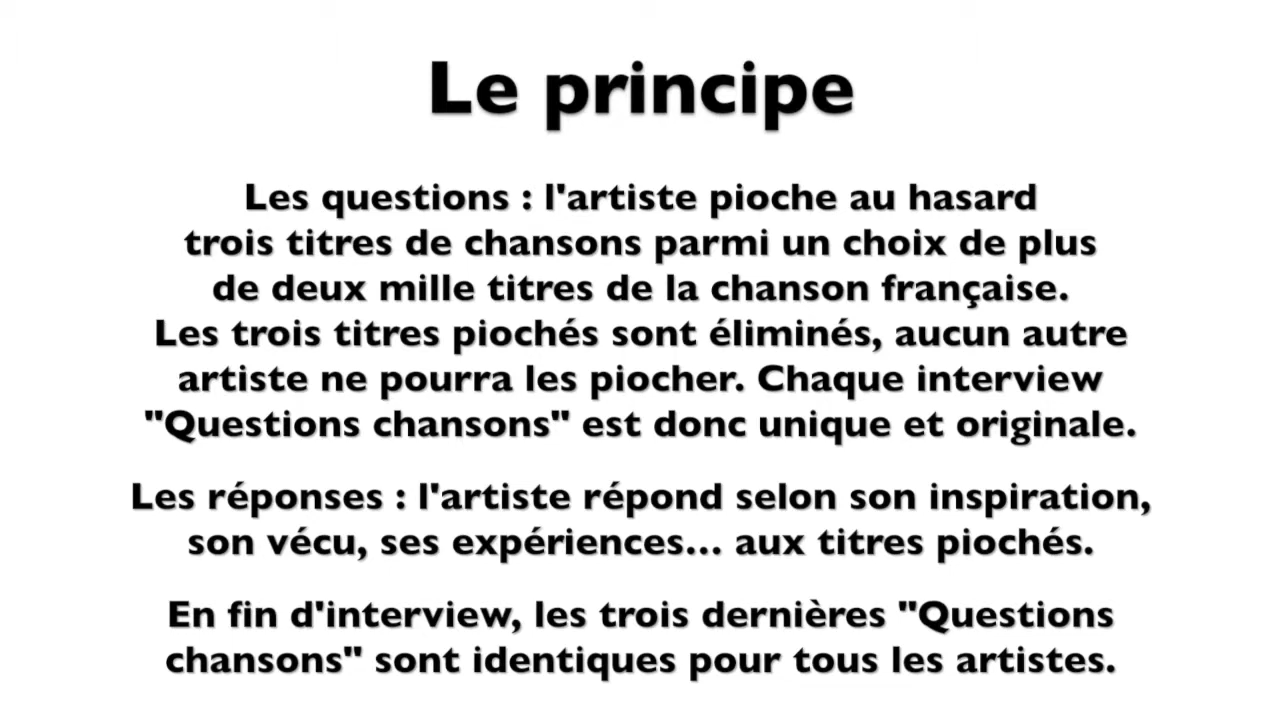 Le principe
Les questions : l'artiste pioche au hasard
trois titres de chansons parmi un choix de plus
de deux mille titres de la chanson française.
Les trois titres piochés sont éliminés, aucun autre
artiste ne pourra les piocher. Chaque interview
"Questions chansons" est donc unique et originale.
Les réponses : l'artiste répond selon son inspiration,
son vécu, ses expériences... aux titres piochés.
En fin d'interview, les trois dernières "Questions
chansons" sont identiques pour tous les artistes.